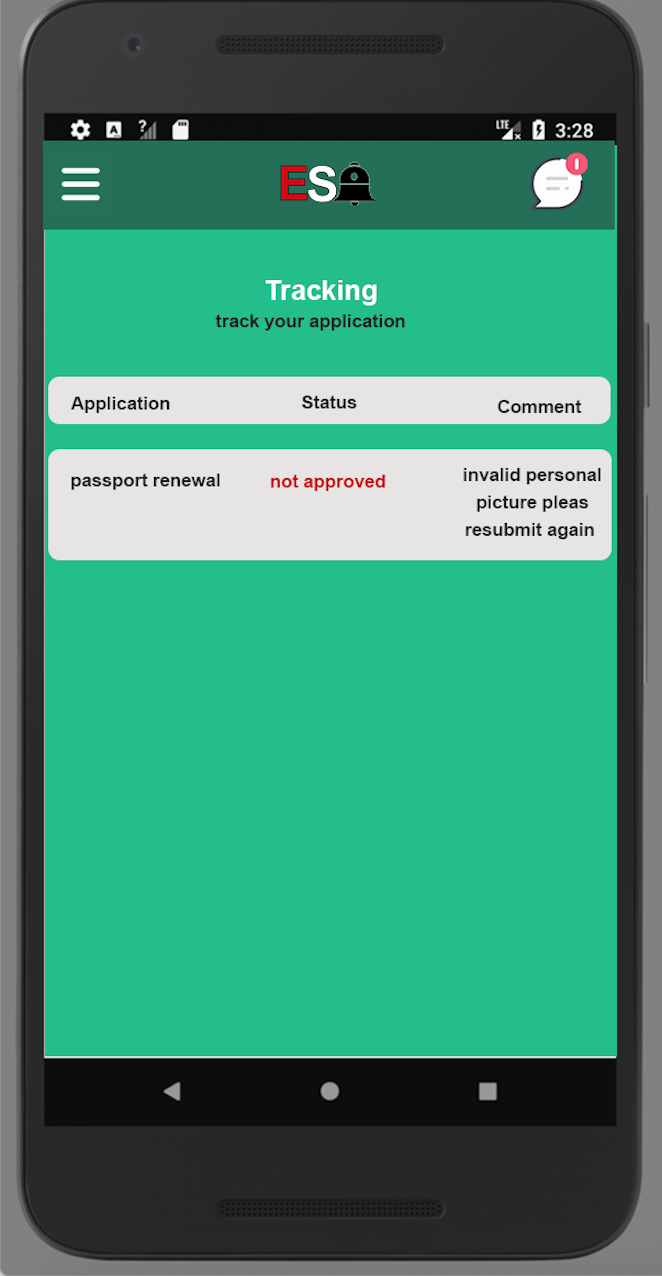 LTE 3:28
ES
Tracking
track your application
Application Status Comment
passport renewal not approved invalid personal
picture pleas
resubmit again